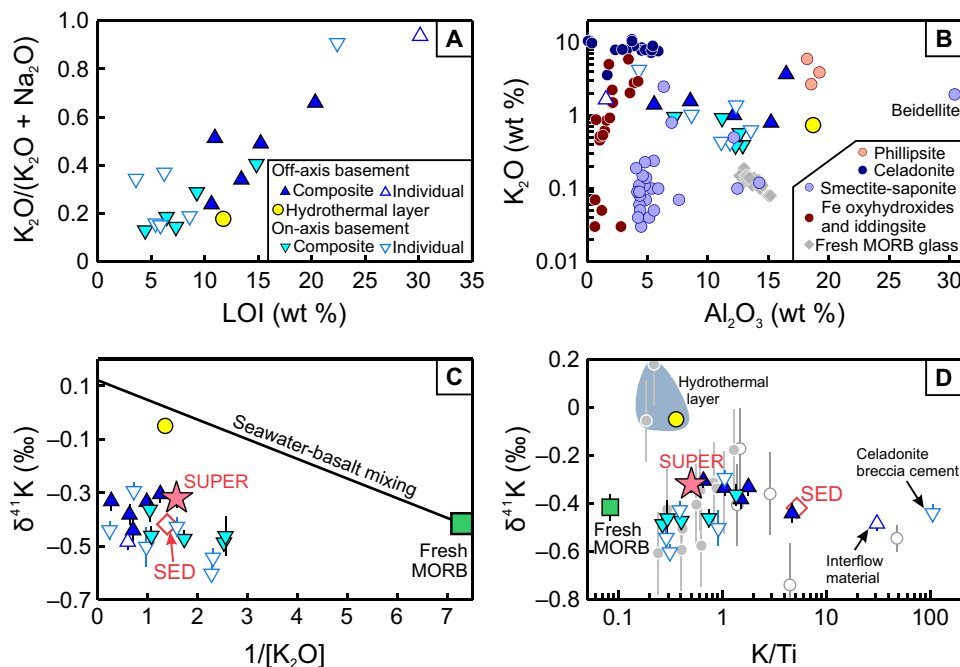 A
K₂O/(K₂O + Na₂O)
1.0
0.8
0.6
0.4
0.2
0
Off-axis basement
Composite Individual
Hydrothermal layer
On-axis basement
Composite Individual
0 5 10 15 20 25 30 35
LOI (wt %)
B
K₂O (wt %)
10
1
0.1
0.01
Beidellite
Phillipsite
Celadonite
Smectite-saponite
Fe oxyhydroxides
and iddingsite
Fresh MORB glass
0 5 10 15 20 25 30
Al₂O₃ (wt %)
C
δ⁴¹K (‰)
0.1
–0.1
–0.3
–0.5
–0.7
Seawater-basalt mixing
SUPER
SED
Fresh
MORB
0 1 2 3 4 5 6 7
1/[K₂O]
D
δ⁴¹K (‰)
0.2
0
–0.2
–0.4
–0.6
–0.8
Hydrothermal
layer
SUPER
Celadonite
breccia cement
SED
Fresh
MORB
Interflow
material
0.1 1 10 100
K/Ti